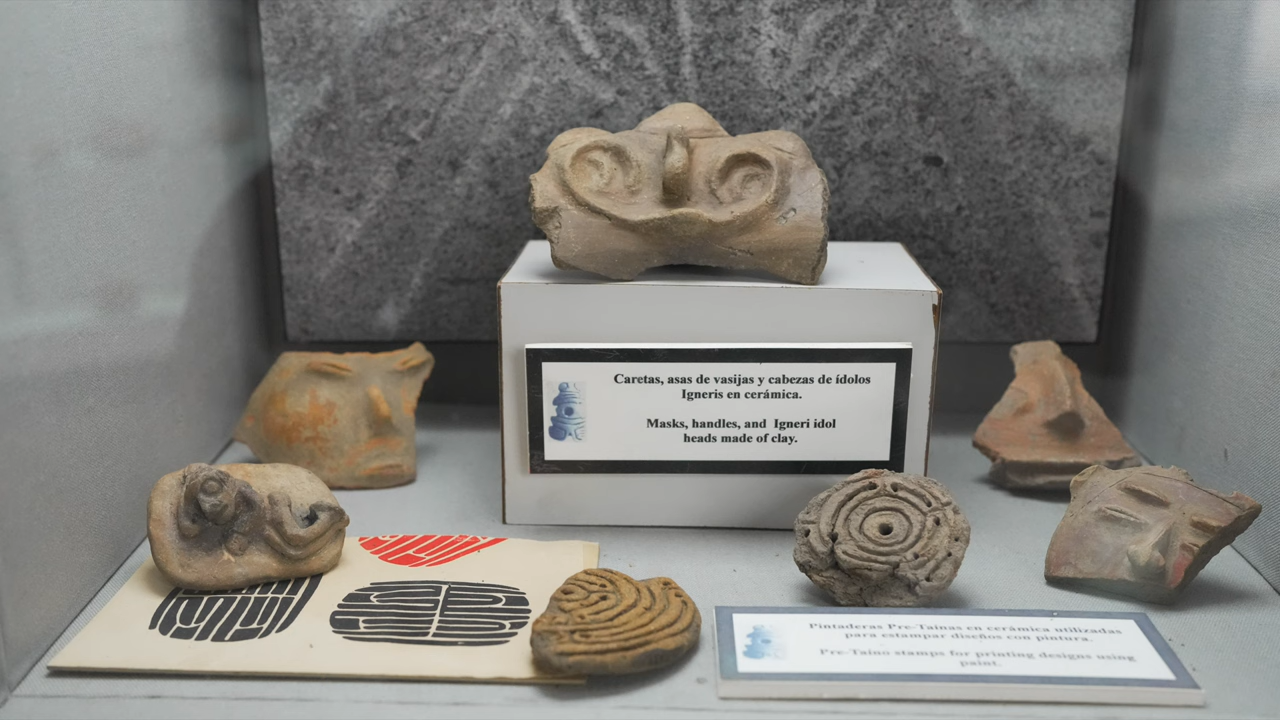 Caretas, asas de vasijas y cabezas de ídolos
Igneris en cerámica.
Masks, handles, and Igneri idol
heads made of clay.
Pintaderas Pre-Tainas en cerámica utilizadas
para estampar diseños con pintura.
Pre-Taino stamps for printing designs using
paint.